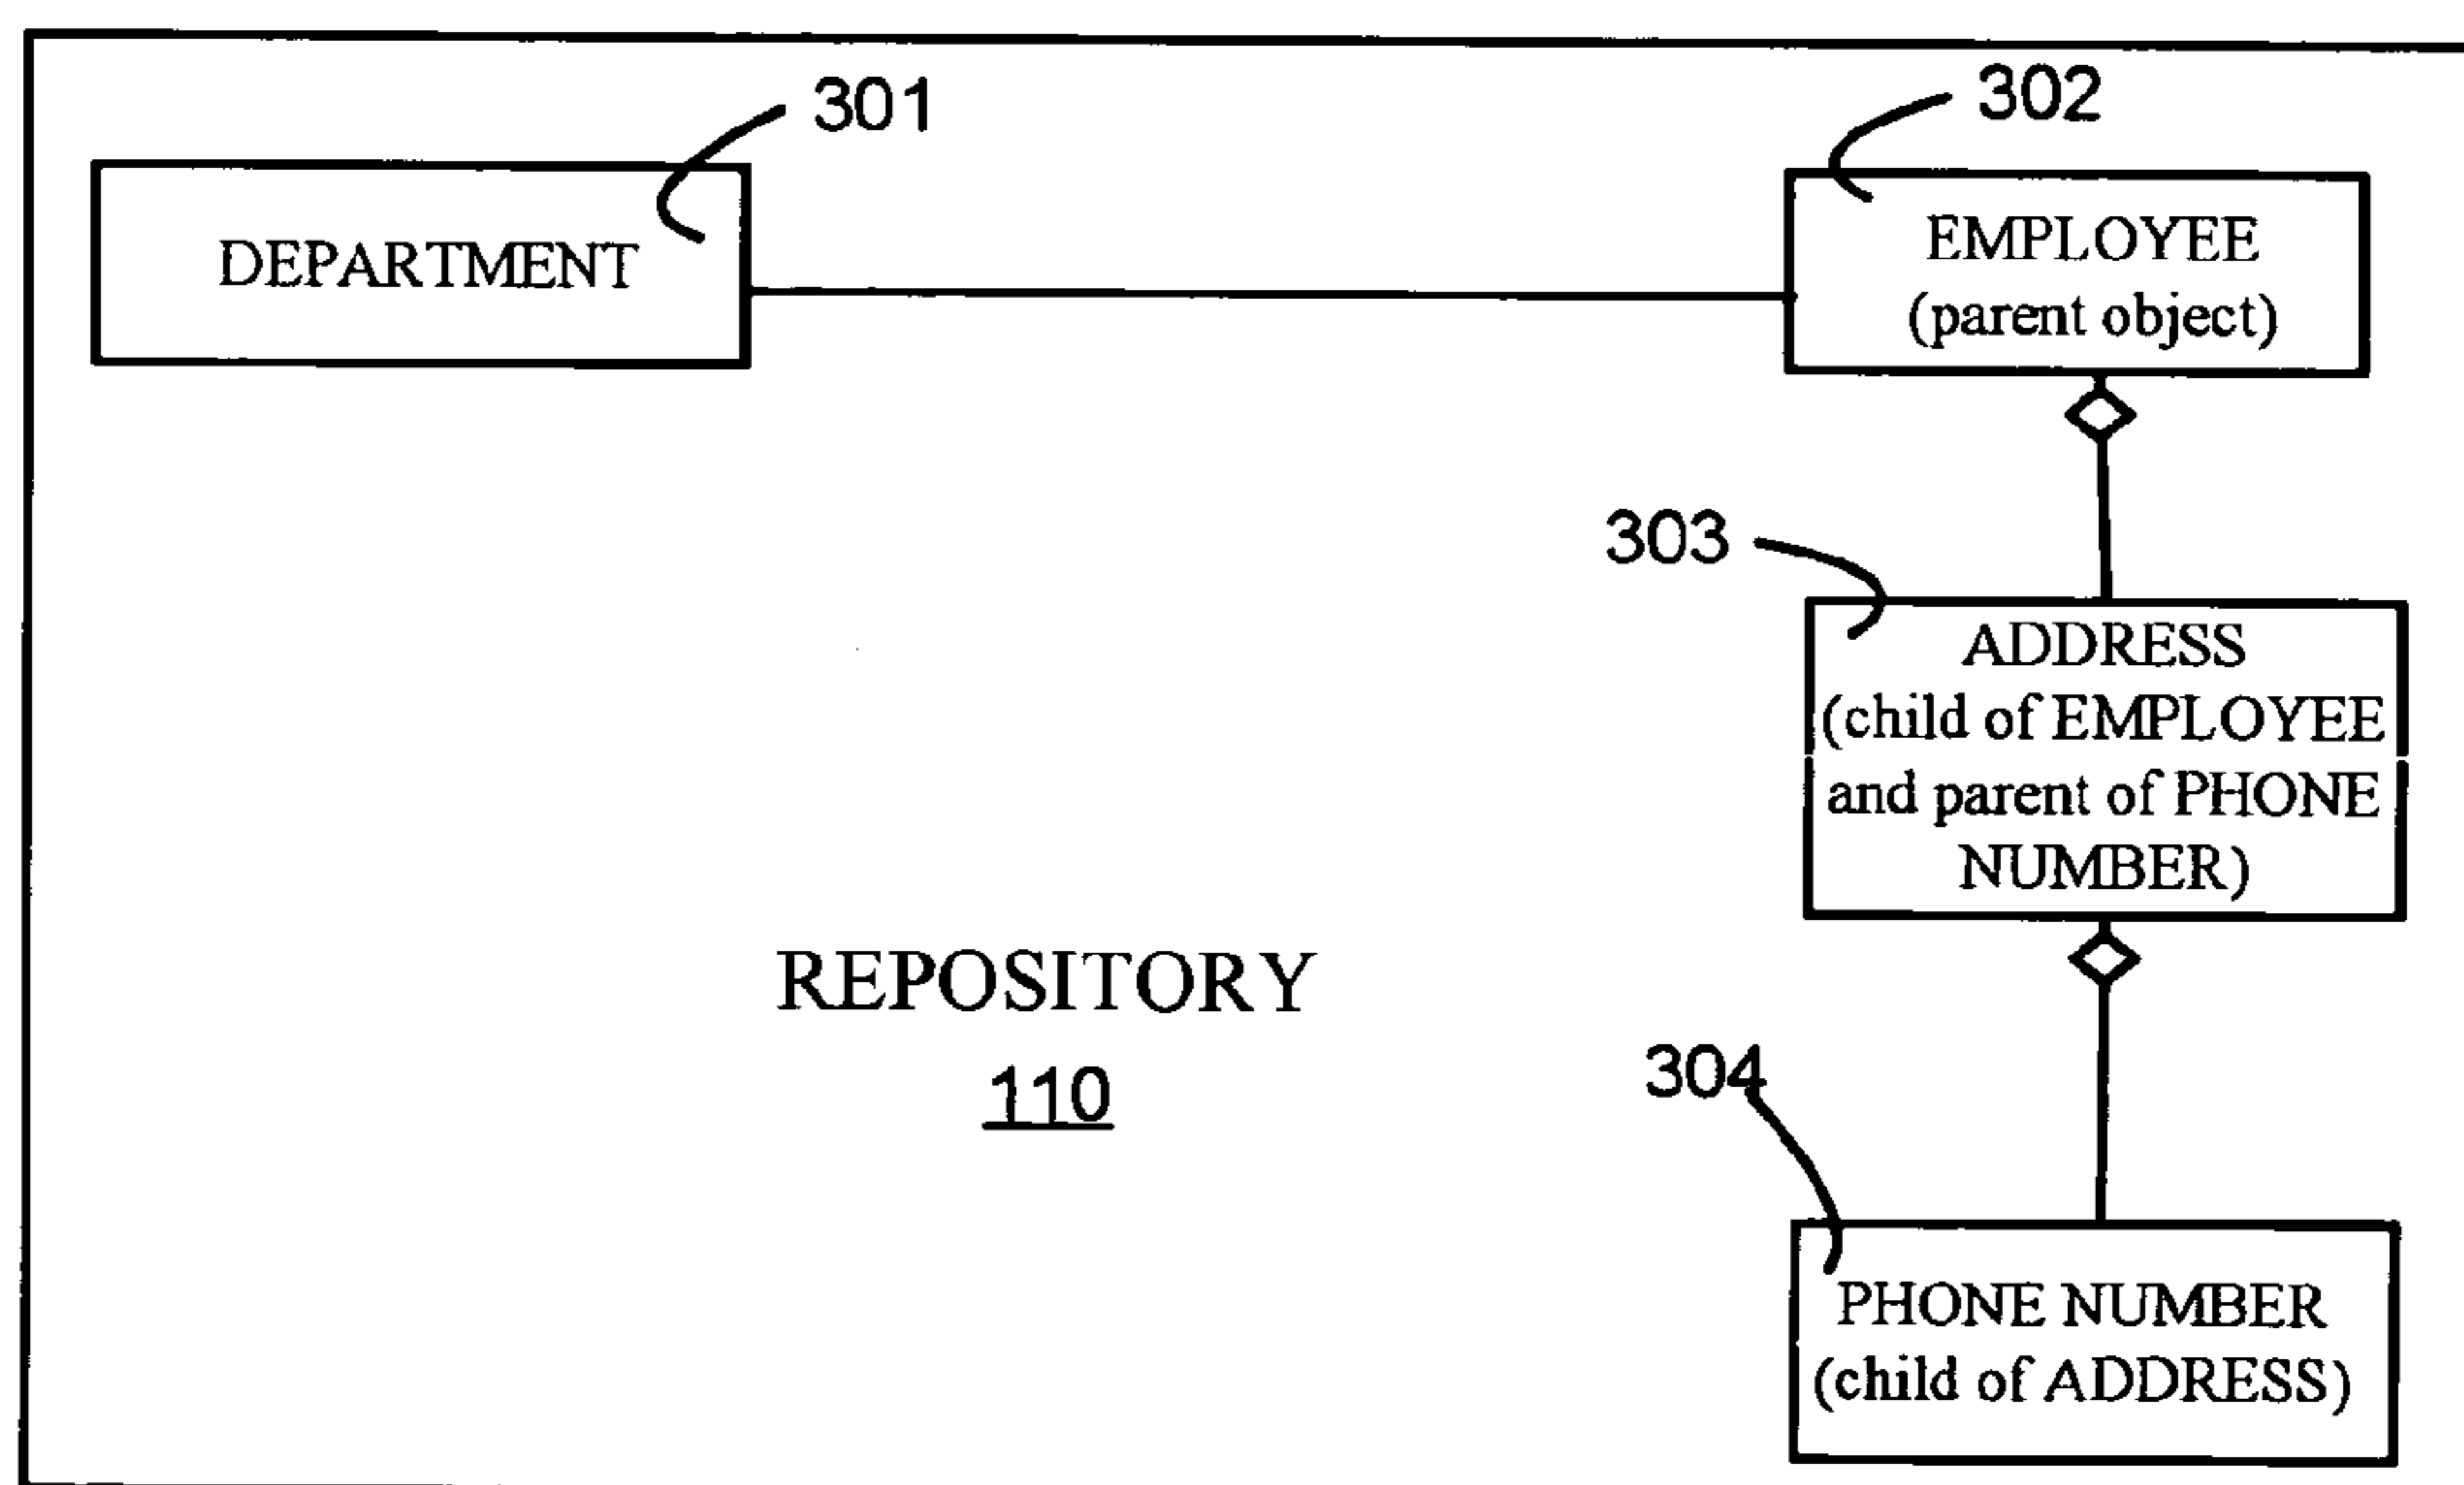 301
302
DEPARTMENT
EMPLOYEE
(parent object)
303
ADDRESS
(child of EMPLOYEE
and parent of PHONE
NUMBER)
REPOSITORY
110
304
PHONE NUMBER
(child of ADDRESS)